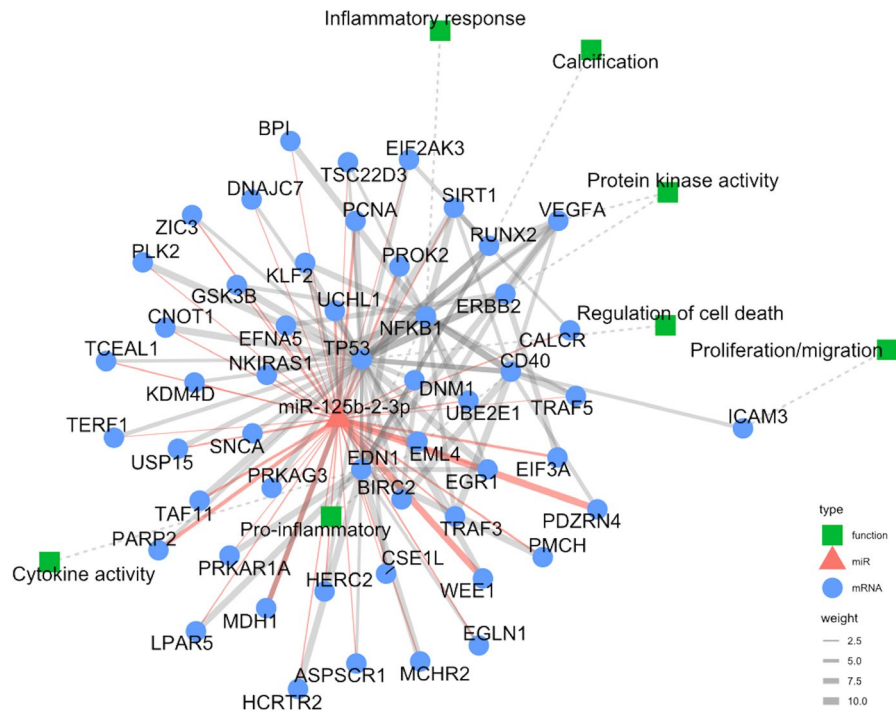 Inflammatory response
Calcification
BPI
EIF2AK3
TSC22D3
DNAJC7
SIRT1
Protein kinase activity
PCNA
VEGFA
ZIC3
RUNX2
PLK2
PROK2
KLF2
GSK3B
UCHL1
ERBB2
CNOT1
NFKB1
Regulation of cell death
EFNA5
CALCR
TCEAL1
TP53
CD40
Proliferation/migration
NKIRAS1
KDM4D
DNM1
miR-125b-2-3p
UBE2E1
TRAF5
ICAM3
TERF1
SNCA
EML4
USP15
EDN1
EIF3A
PRKAG3
BIRC2
EGR1
TAF11
PDZRN4
Pro-inflammatory
TRAF3
PARP2
PMCH
Cytokine activity
CSE1L
PRKAR1A
HERC2
WEE1
MDH1
LPAR5
EGLN1
ASPSCR1
MCHR2
HCRTR2
type
function
miR
mRNA
weight
2.5
5.0
7.5
10.0